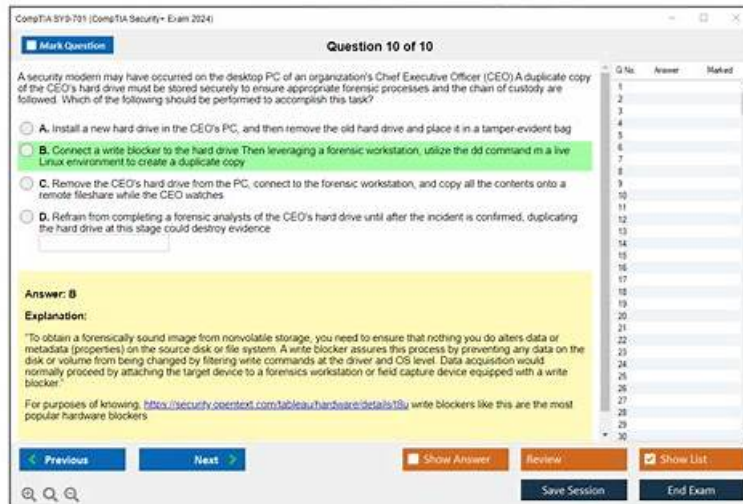 CompTIA SY0-701 (CompTIA Security+ Exam 2024)
Mark Question
Question 10 of 10
A security modern may have occurred on the desktop PC of an organization's Chief Executive Officer (CEO) A duplicate copy
of the CEO's hard drive must be stored securely to ensure appropriate forensic processes and the chain of custody are
followed. Which of the following should be performed to accomplish this task?
A. Install a new hard drive in the CEO's PC, and then remove the old hard drive and place it in a tamper-evident bag
B. Connect a write blocker to the hard drive Then leveraging a forensic workstation, utilize the dd command m a live
Linux environment to create a duplicate copy
C. Remove the CEO's hard drive from the PC, connect to the forensic workstation, and copy all the contents onto a
remote fileshare while the CEO watches
D. Refrain from completing a forensic analysts of the CEO's hard drive until after the incident is confirmed, duplicating
the hard drive at this stage could destroy evidence
Answer: B
Explanation:
"To obtain a forensically sound image from nonvolatile storage, you need to ensure that nothing you do alters data or
metadata (properties) on the source disk or file system. A write blocker assures this process by preventing any data on the
disk or volume from being changed by filtering write commands at the driver and OS level. Data acquisition would
normally proceed by attaching the target device to a forensics workstation or field capture device equipped with a write
blocker."
For purposes of knowing, https://security.opentext.com/tableau/hardware/details/t8u write blockers like this are the most
popular hardware blockers
Q No. Answer Marked
1
2
3
4
5
6
7
8
9
10
11
12
13
14
15
16
17
18
19
20
21
22
23
24
25
26
27
28
29
30
Previous
Next
Show Answer
Review
Show List
Save Session
End Exam